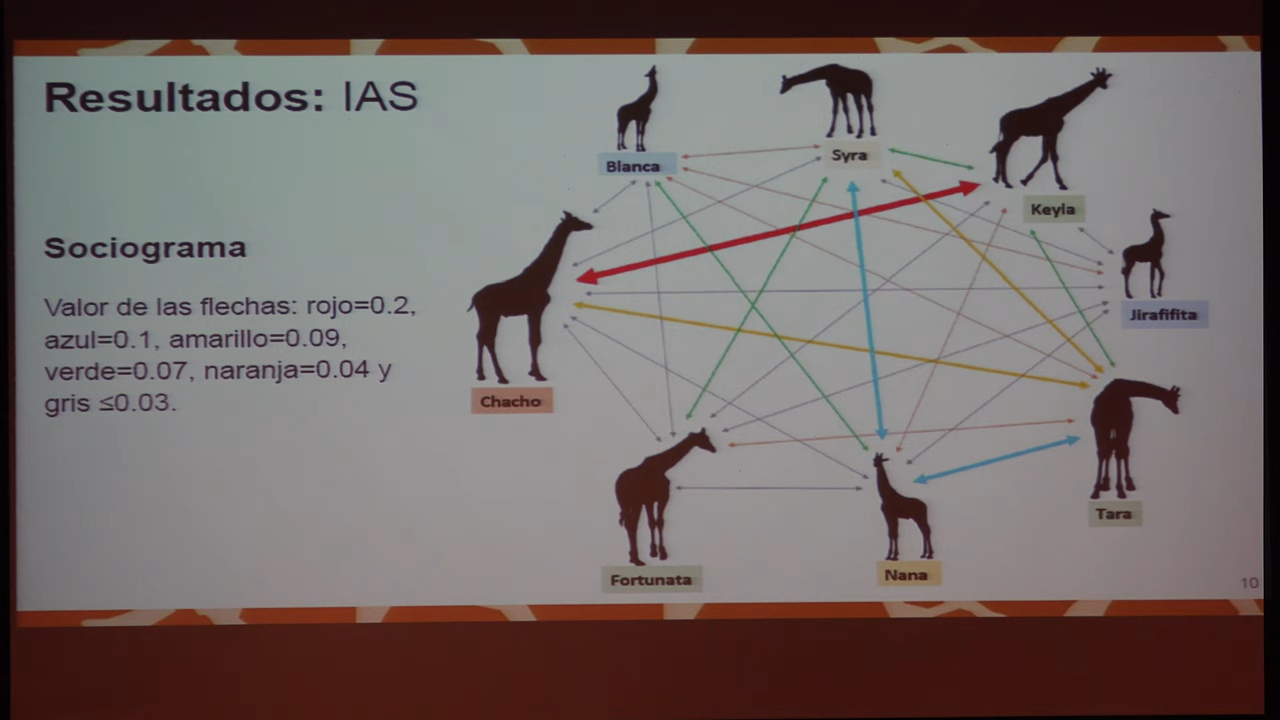 Resultados: IAS
Sociograma
Valor de las flechas: rojo=0.2,
azul=0.1, amarillo=0.09,
verde=0.07, naranja=0.04 y
gris ≤0.03.
Blanca
Syra
Keyla
Jirafifita
Chacho
Tara
Fortunata
Nana
10